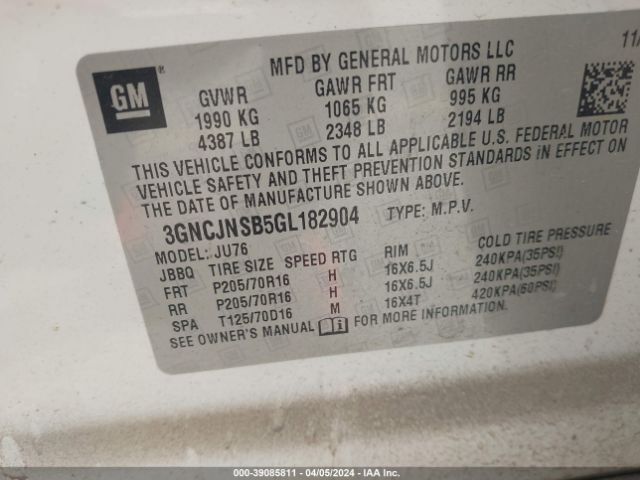 MFD BY GENERAL MOTORS LLC 11/
GM ®
GVWR GAWR FRT GAWR RR
1990 KG 1065 KG 995 KG
4387 LB 2348 LB 2194 LB
THIS VEHICLE CONFORMS TO ALL APPLICABLE U.S. FEDERAL MOTOR
VEHICLE SAFETY AND THEFT PREVENTION STANDARDS IN EFFECT ON
THE DATE OF MANUFACTURE SHOWN ABOVE.
3GNCJNSB5GL182904 TYPE: M.P.V.
MODEL: JU76
JBBQ TIRE SIZE SPEED RTG RIM COLD TIRE PRESSURE
FRT P205/70R16 H 16X6.5J 240KPA(35PSI)
RR P205/70R16 H 16X6.5J 240KPA(35PSI)
SPA T125/70D16 M 16X4T 420KPA(60PSI)
SEE OWNER'S MANUAL FOR MORE INFORMATION.
000-39085811 - 04/05/2024 - IAA Inc.